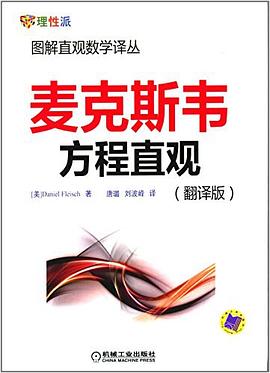 理性派
图解直观数学译丛
麦克斯韦
方程直观
（翻译版）
[美]Daniel Fleisch 著 唐璐 刘波峰 译
机械工业出版社
CHINA MACHINE PRESS